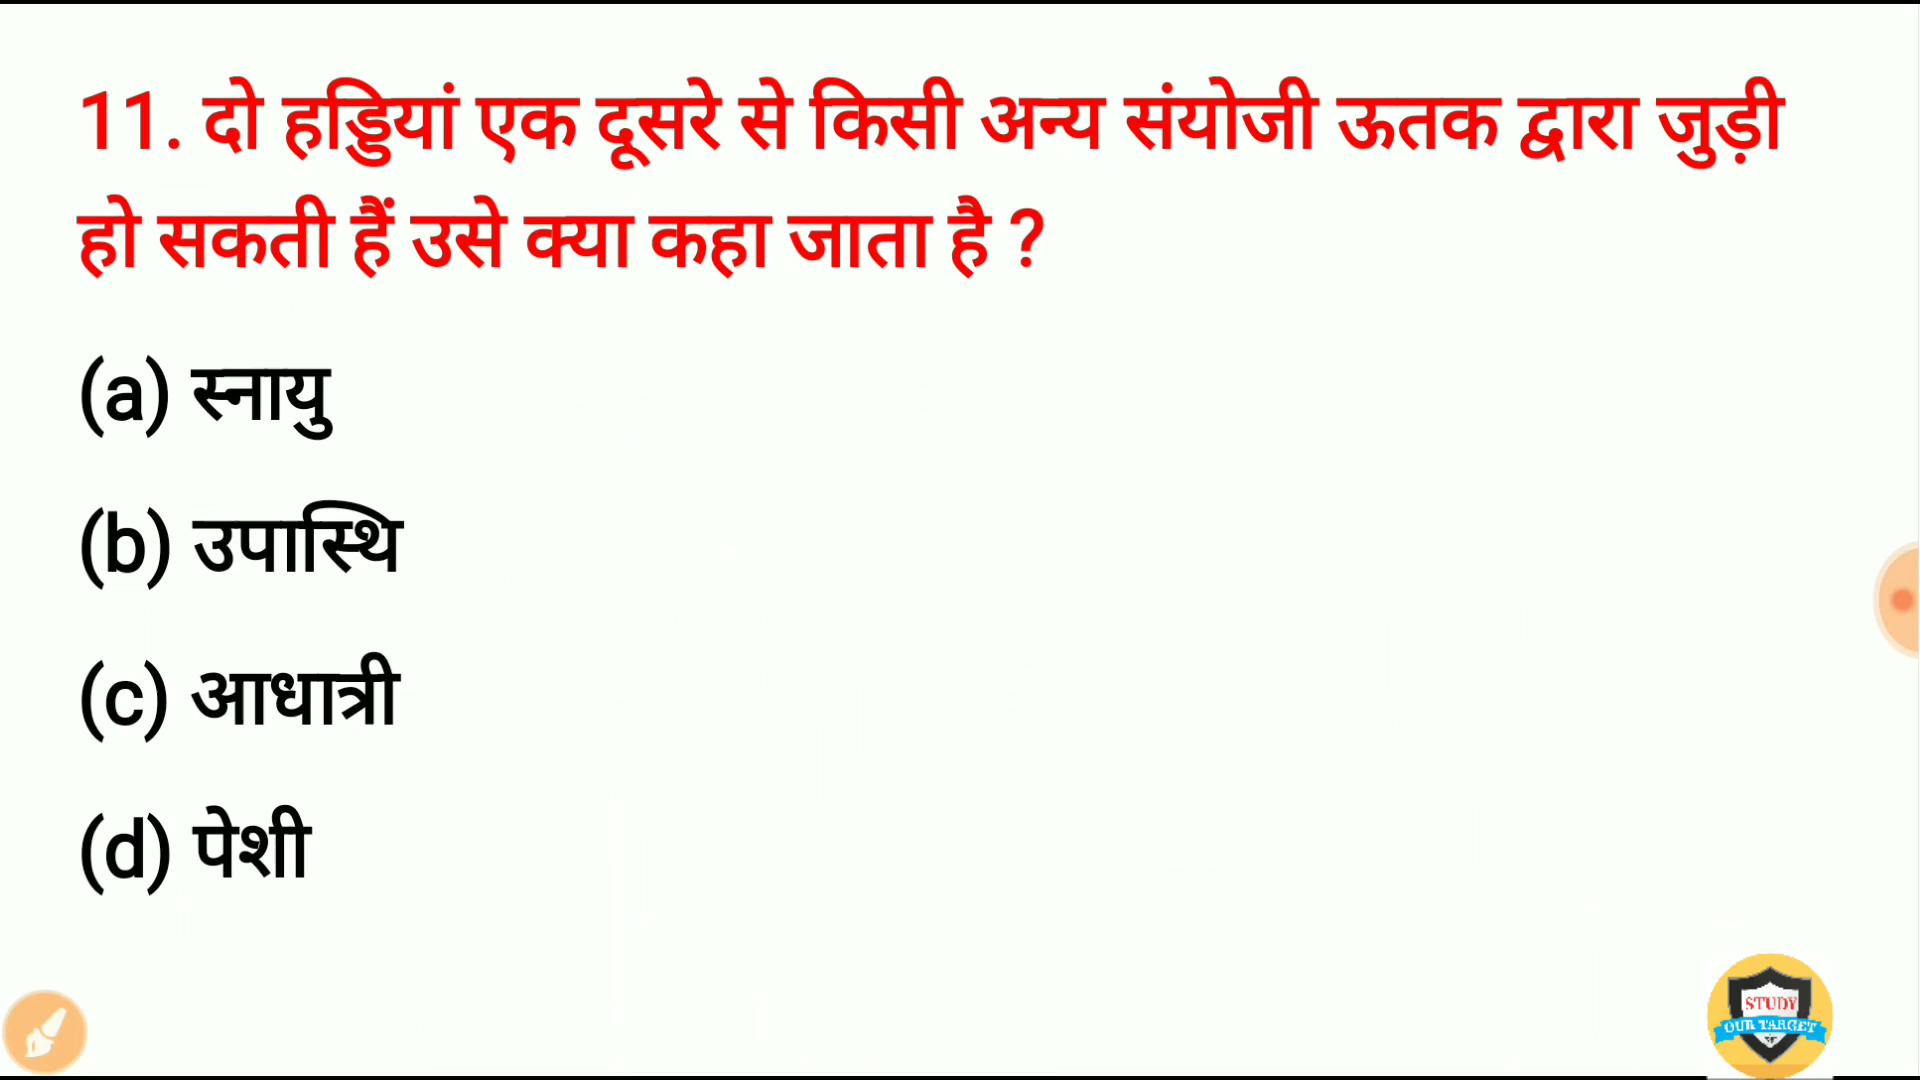 11. दो हड्डियां एक दूसरे से किसी अन्य संयोजी ऊतक द्वारा जुड़ी
हो सकती हैं उसे क्या कहा जाता है ?
(a) स्नायु
(b) उपास्थि
(c) आधात्री
(d) पेशी
STUDY
OUR TARGET